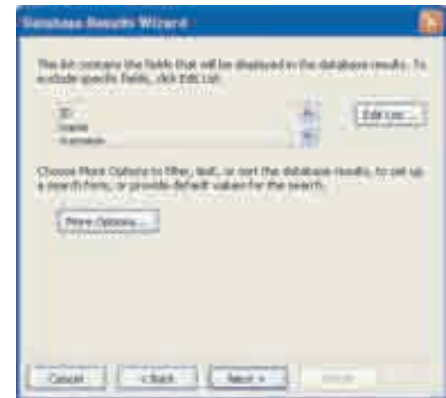 Database Results Wizard
This list contains the fields that will be displayed in the database results. To
exclude specific fields, click Edit List.
ID
Name
Edit List...
Choose More Options to filter, limit, or sort the database results, to set up
a search form, or provide default values for the search.
More Options...
Cancel
< Back
Next >